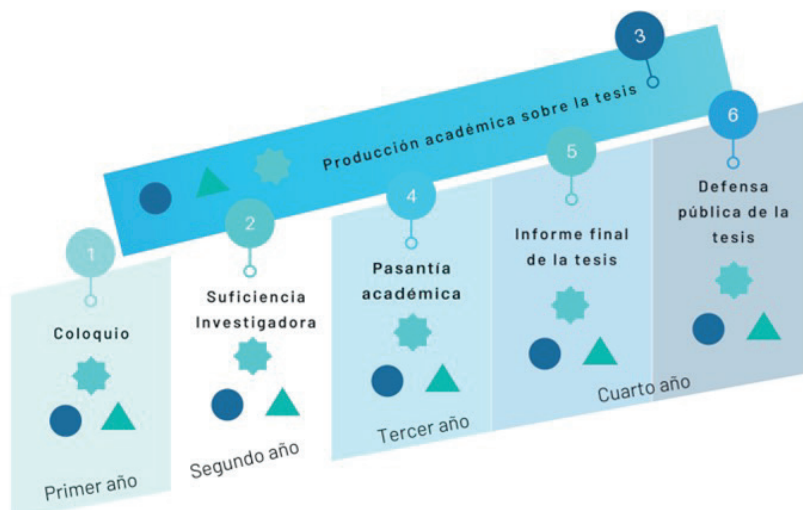 3
Producción académica sobre la tesis
1
Coloquio
Primer año
2
Suficiencia
Investigadora
Segundo año
4
Pasantía
académica
Tercer año
5
Informe final
de la tesis
6
Defensa
pública de la
tesis
Cuarto año